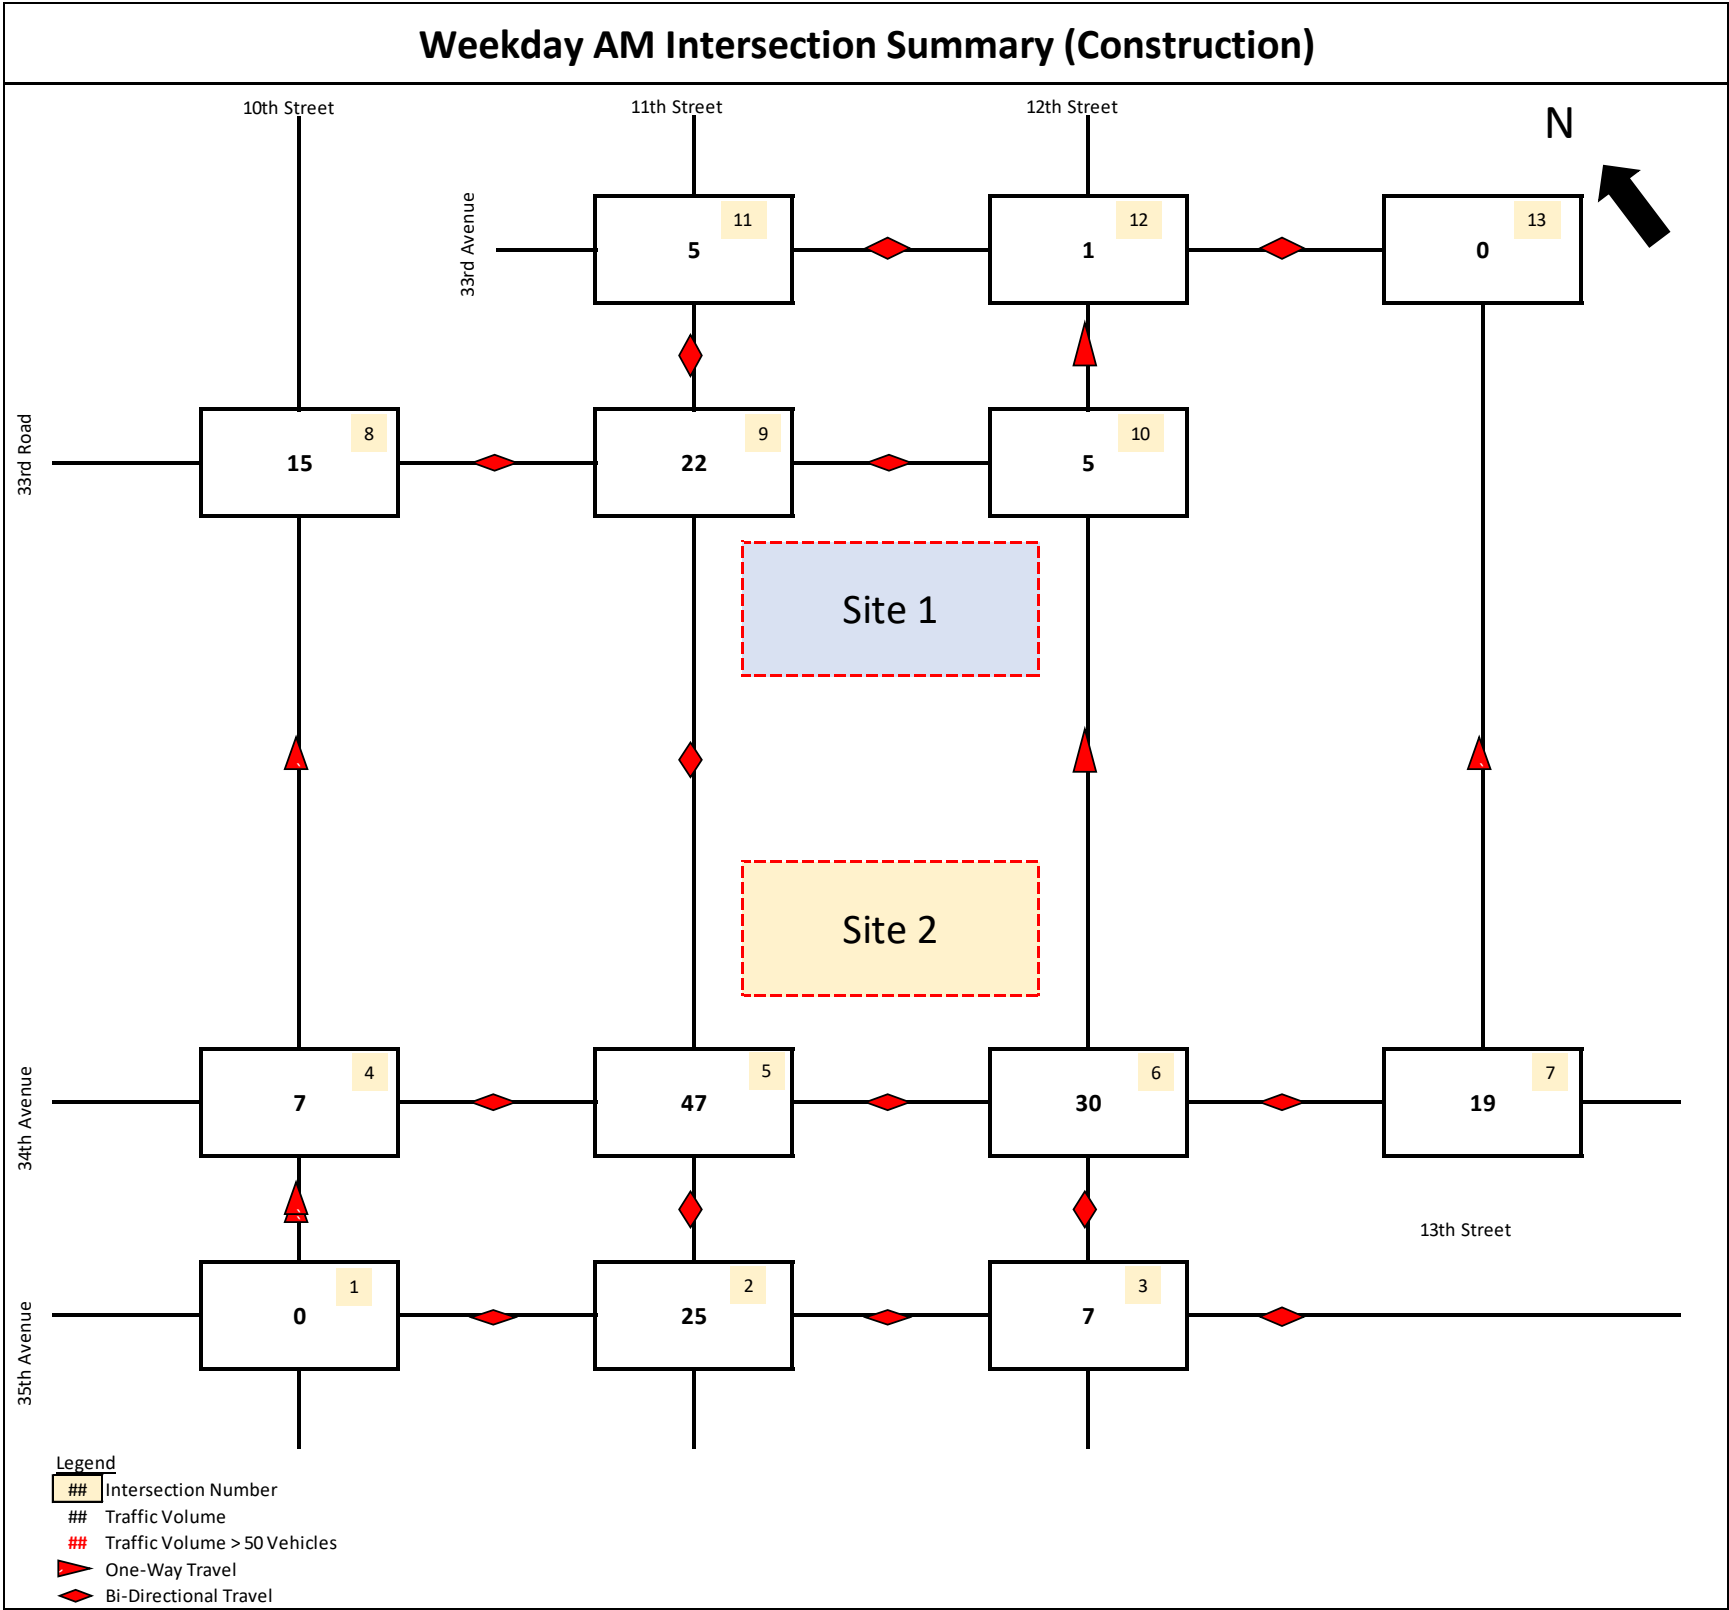 Weekday AM Intersection Summary (Construction)
10th Street
11th Street
12th Street
N
33rd Avenue
11
5
12
1
13
0
33rd Road
8
15
9
22
10
5
Site 1
Site 2
34th Avenue
4
7
5
47
6
30
7
19
13th Street
35th Avenue
1
0
2
25
3
7
Legend
## Intersection Number
## Traffic Volume
## Traffic Volume > 50 Vehicles
One-Way Travel
Bi-Directional Travel